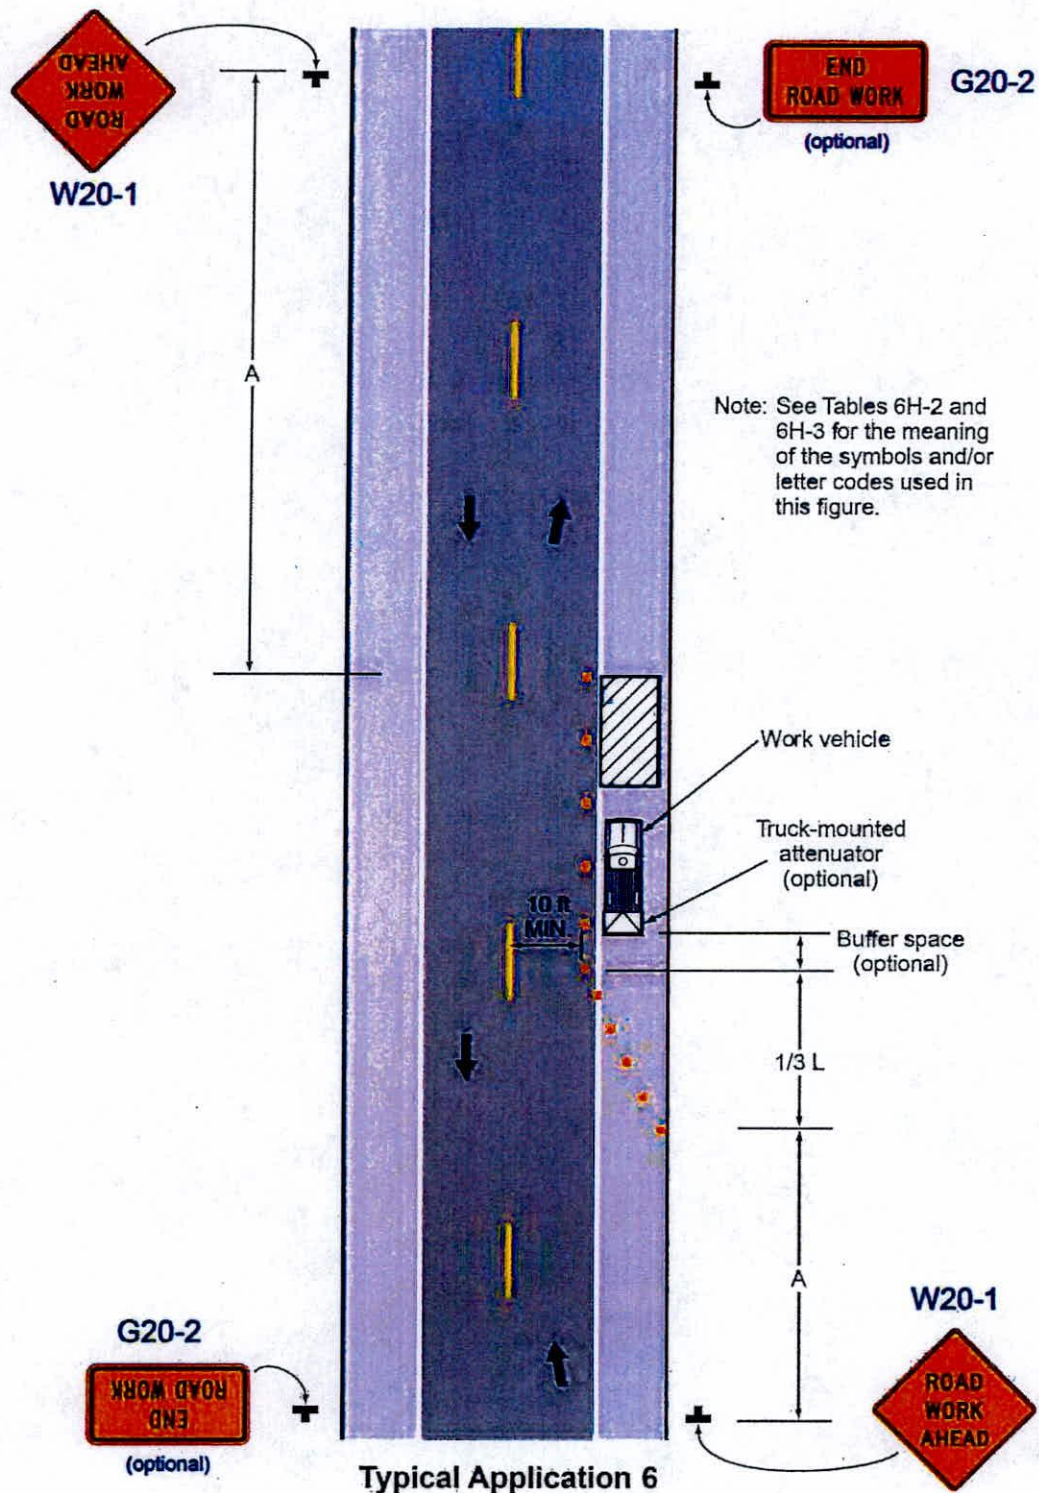 ROAD
WORK
AHEAD
W20-1
END
ROAD WORK
G20-2
(optional)
A
Note: See Tables 6H-2 and
6H-3 for the meaning
of the symbols and/or
letter codes used in
this figure.
Work vehicle
Truck-mounted
attenuator
(optional)
10 ft
MIN.
Buffer space
(optional)
1/3 L
A
W20-1
ROAD
WORK
AHEAD
G20-2
END
ROAD WORK
(optional)
Typical Application 6